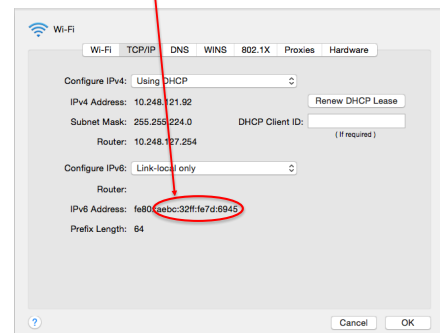 Wi-Fi
Wi-Fi TCP/IP DNS WINS 802.1X Proxies Hardware
Configure IPv4: Using DHCP
IPv4 Address: 10.248.121.92 Renew DHCP Lease
Subnet Mask: 255.255.224.0 DHCP Client ID:
( If required )
Router: 10.248.127.254
Configure IPv6: Link-local only
Router:
IPv6 Address: fe80::aebc:32ff:fe7d:6945
Prefix Length: 64
? Cancel OK